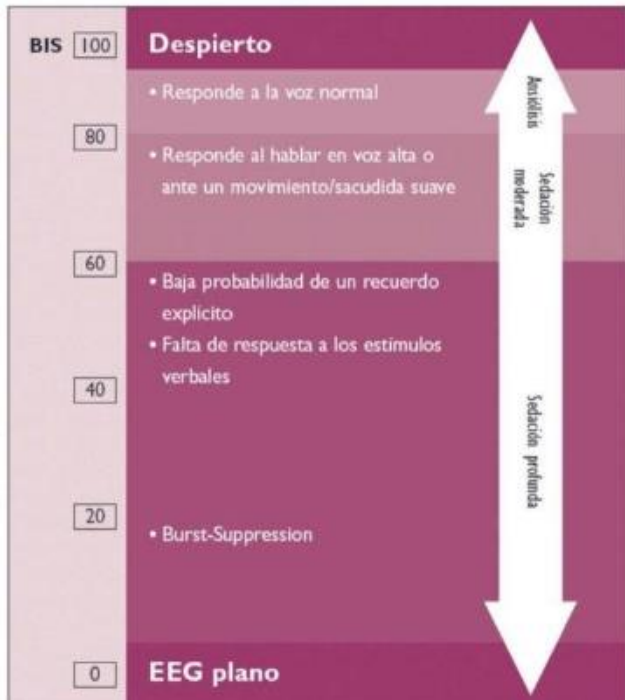 BIS 100 Despierto
• Responde a la voz normal
80
• Responde al hablar en voz alta o
ante un movimiento/sacudida suave
60
• Baja probabilidad de un recuerdo
explícito
• Falta de respuesta a los estímulos
verbales
40
20
• Burst-Suppression
0 EEG plano
Ansiólisis
Sedación
moderada
Sedación profunda